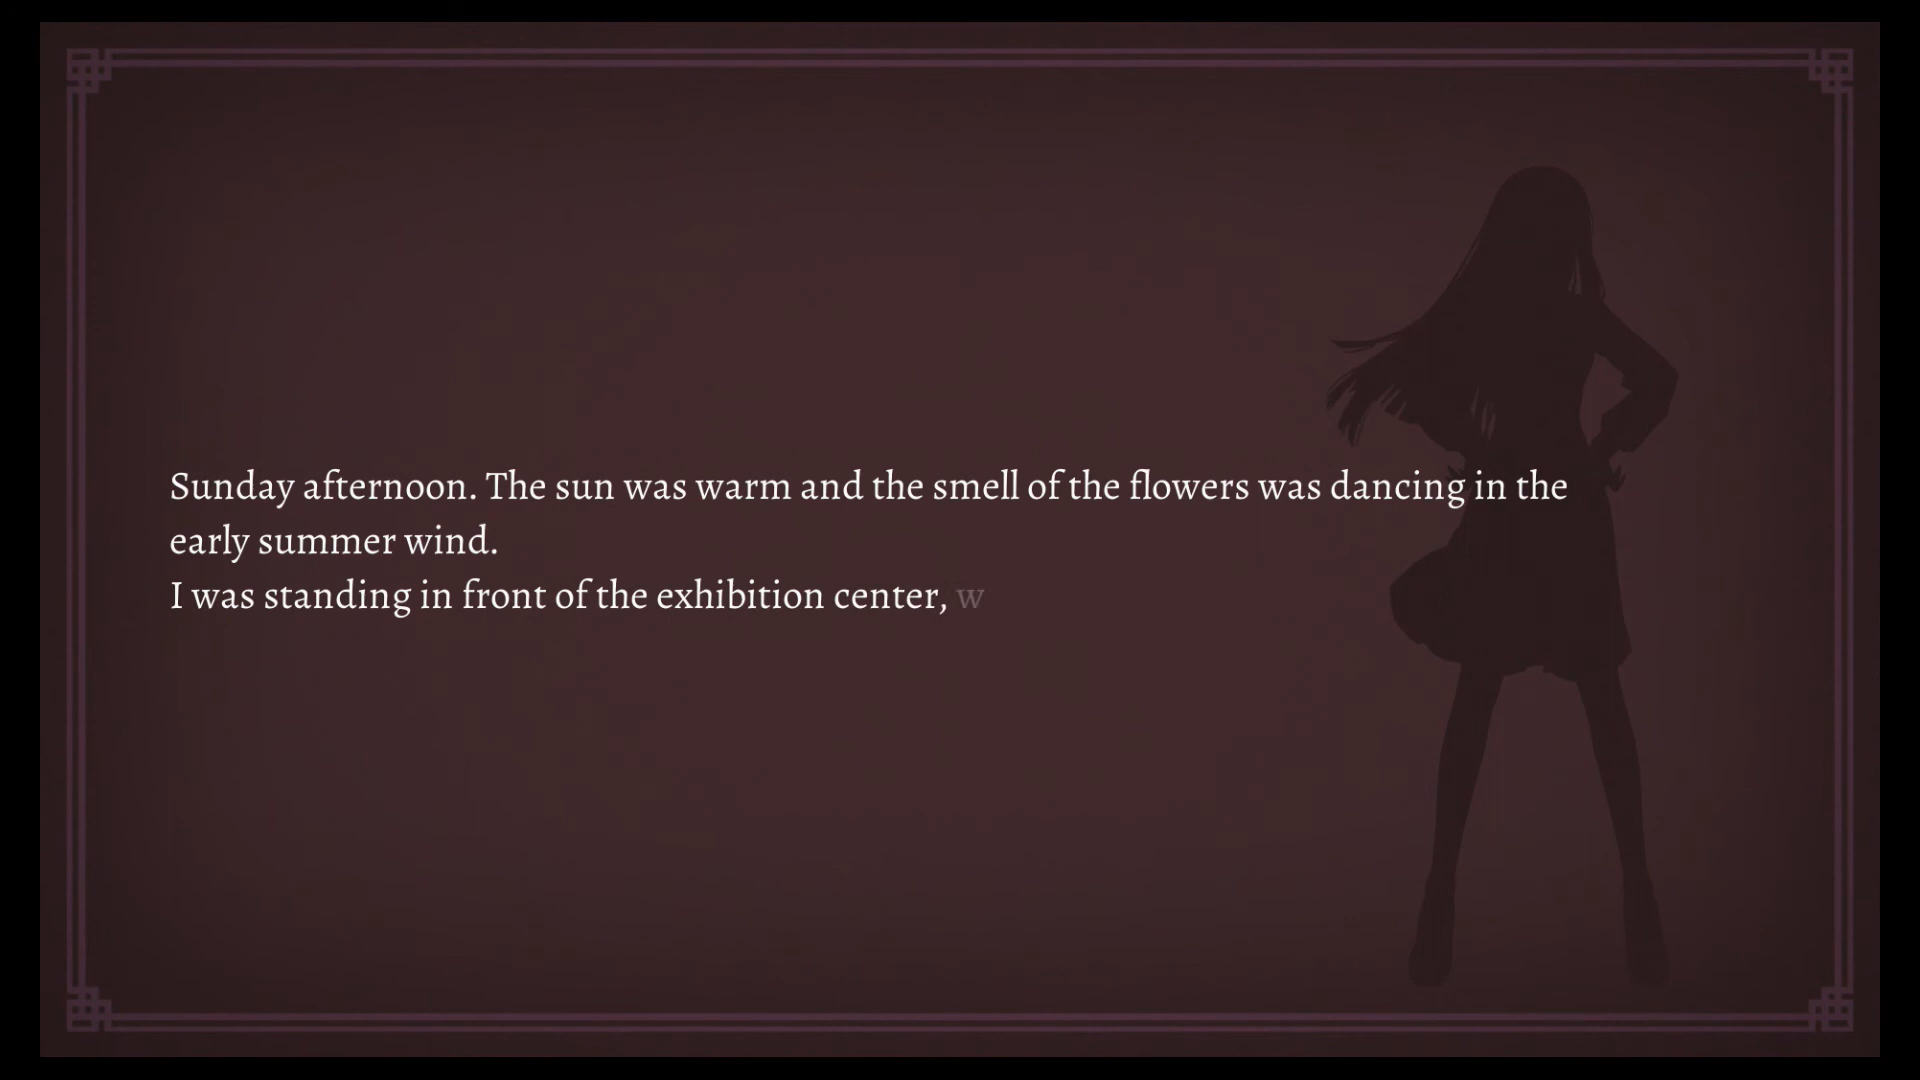 Sunday afternoon. The sun was warm and the smell of the flowers was dancing in the
early summer wind.
I was standing in front of the exhibition center, w